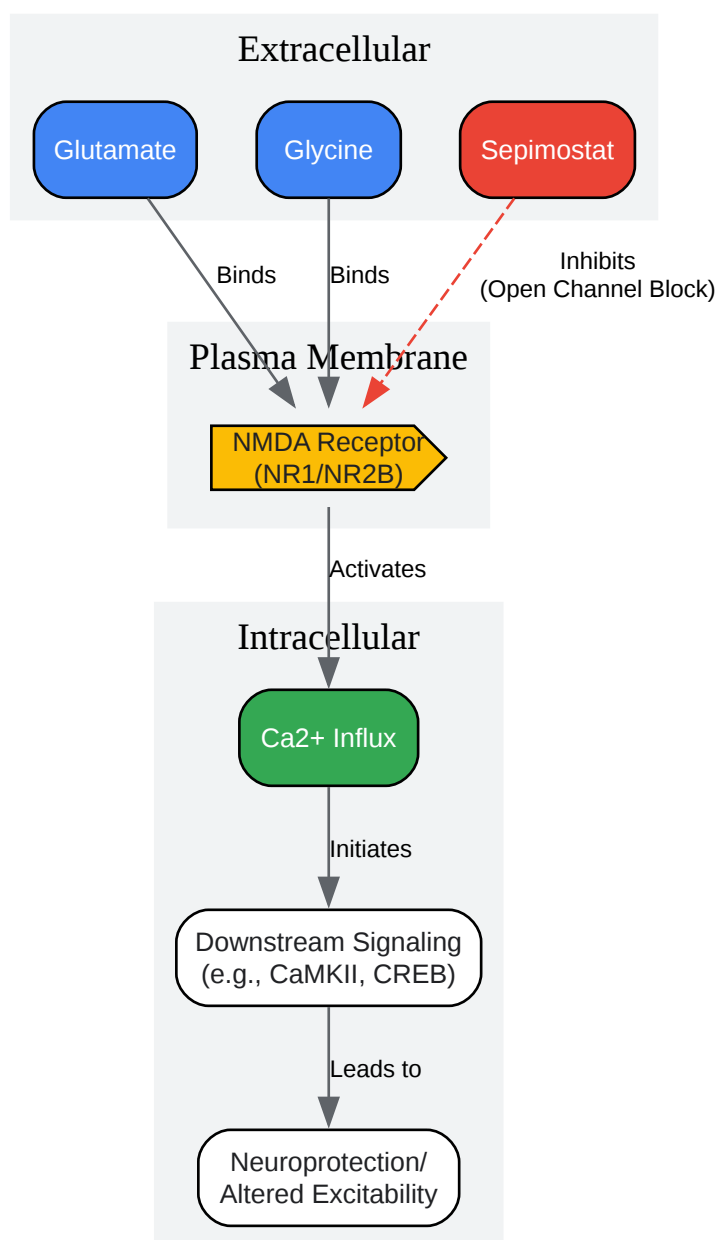 Extracellular
Glutamate
Glycine
Sepimostat
Binds
Binds
Inhibits
(Open Channel Block)
Plasma Membrane
NMDA Receptor
(NR1/NR2B)
Activates
Intracellular
Ca2+ Influx
Initiates
Downstream Signaling
(e.g., CaMKII, CREB)
Leads to
Neuroprotection/
Altered Excitability